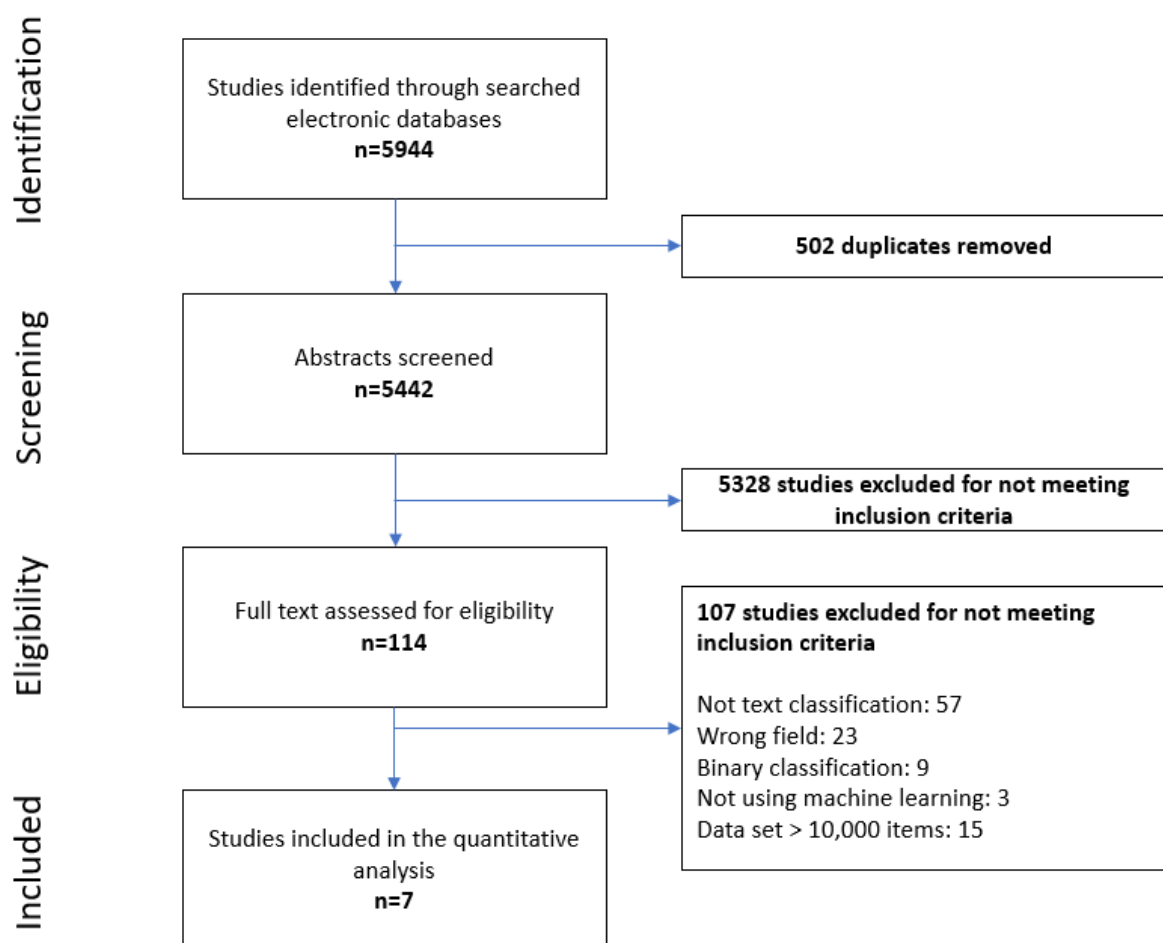 Identification
Studies identified through searched
electronic databases
n=5944
502 duplicates removed
Screening
Abstracts screened
n=5442
5328 studies excluded for not meeting
inclusion criteria
Eligibility
Full text assessed for eligibility
n=114
107 studies excluded for not meeting
inclusion criteria
Not text classification: 57
Wrong field: 23
Binary classification: 9
Not using machine learning: 3
Data set > 10,000 items: 15
Included
Studies included in the quantitative
analysis
n=7